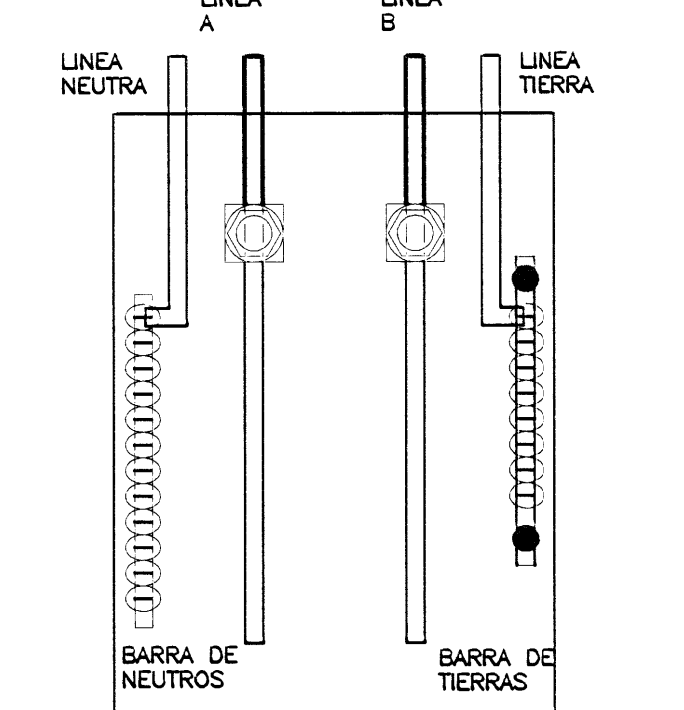 LINEA
A
LINEA
B
LINEA
NEUTRA
LINEA
TIERRA
BARRA DE
NEUTROS
BARRA DE
TIERRAS